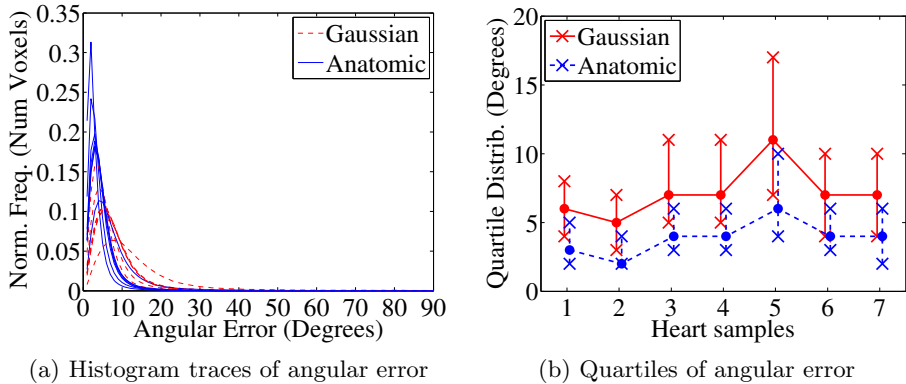 0.35
0.3
0.25
0.2
0.15
0.1
0.05
0
Norm. Freq. (Num Voxels)
Gaussian
Anatomic
0 10 20 30 40 50 60 70 80 90
Angular Error (Degrees)
(a) Histogram traces of angular error
20
15
10
5
0
Quartile Distrib. (Degrees)
Gaussian
Anatomic
1 2 3 4 5 6 7
Heart samples
(b) Quartiles of angular error